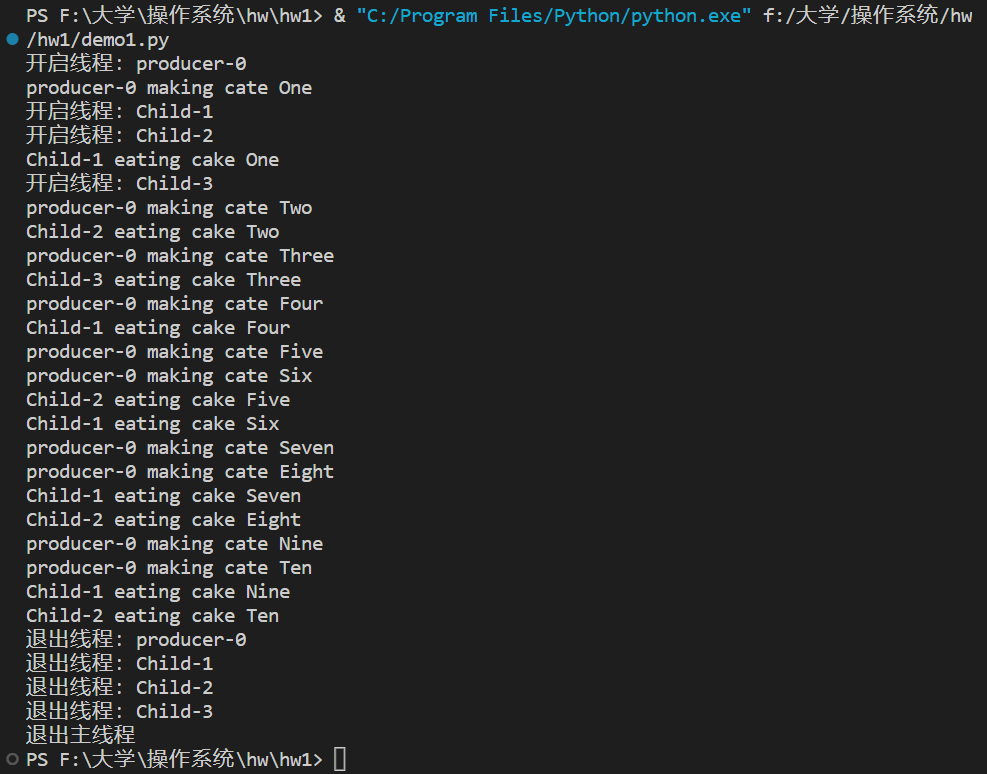 PS F:\大学\操作系统\hw\hw1> & "C:/Program Files/Python/python.exe" f:/大学/操作系统/hw
/hw1/demo1.py
开启线程: producer-0
producer-0 making cate One
开启线程: Child-1
开启线程: Child-2
Child-1 eating cake One
开启线程: Child-3
producer-0 making cate Two
Child-2 eating cake Two
producer-0 making cate Three
Child-3 eating cake Three
producer-0 making cate Four
Child-1 eating cake Four
producer-0 making cate Five
producer-0 making cate Six
Child-2 eating cake Five
Child-1 eating cake Six
producer-0 making cate Seven
producer-0 making cate Eight
Child-1 eating cake Seven
Child-2 eating cake Eight
producer-0 making cate Nine
producer-0 making cate Ten
Child-1 eating cake Nine
Child-2 eating cake Ten
退出线程: producer-0
退出线程: Child-1
退出线程: Child-2
退出线程: Child-3
退出主线程
PS F:\大学\操作系统\hw\hw1>